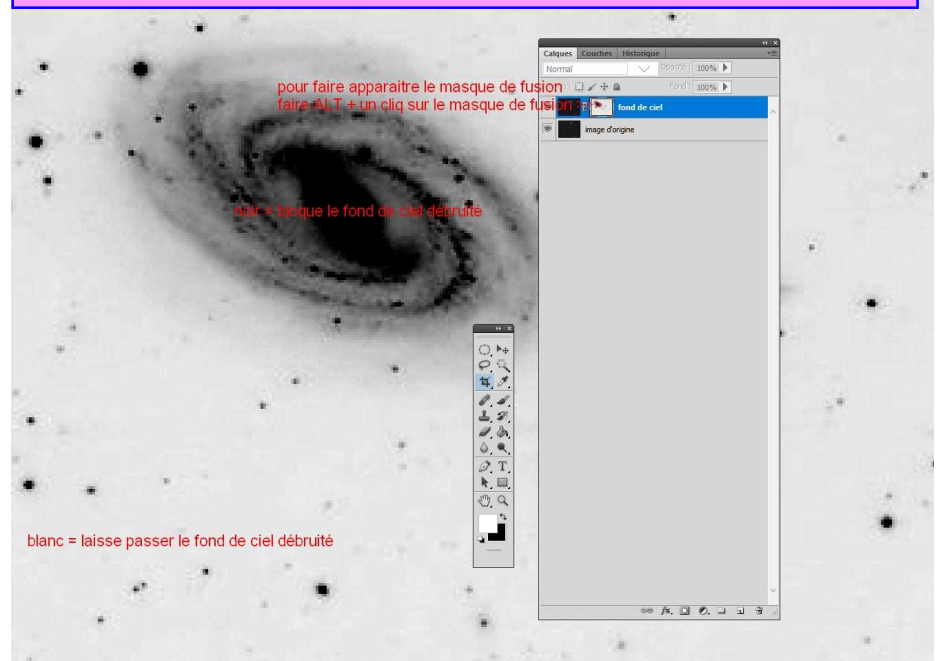 Calques Couches Historique
Normal Opacité : 100%
Fond : 100%
pour faire apparaitre le masque de fusion
faire ALT + un cliq sur le masque de fusion
fond de ciel
image d'origine
noir = bloque le fond de ciel débruité
T
blanc = laisse passer le fond de ciel débruité
fx